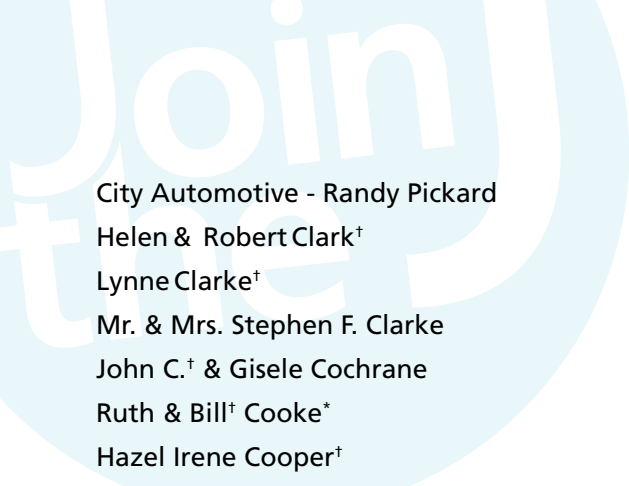 Join
the J
City Automotive - Randy Pickard
Helen & Robert Clark†
Lynne Clarke†
Mr. & Mrs. Stephen F. Clarke
John C.† & Gisele Cochrane
Ruth & Bill† Cooke*
Hazel Irene Cooper†